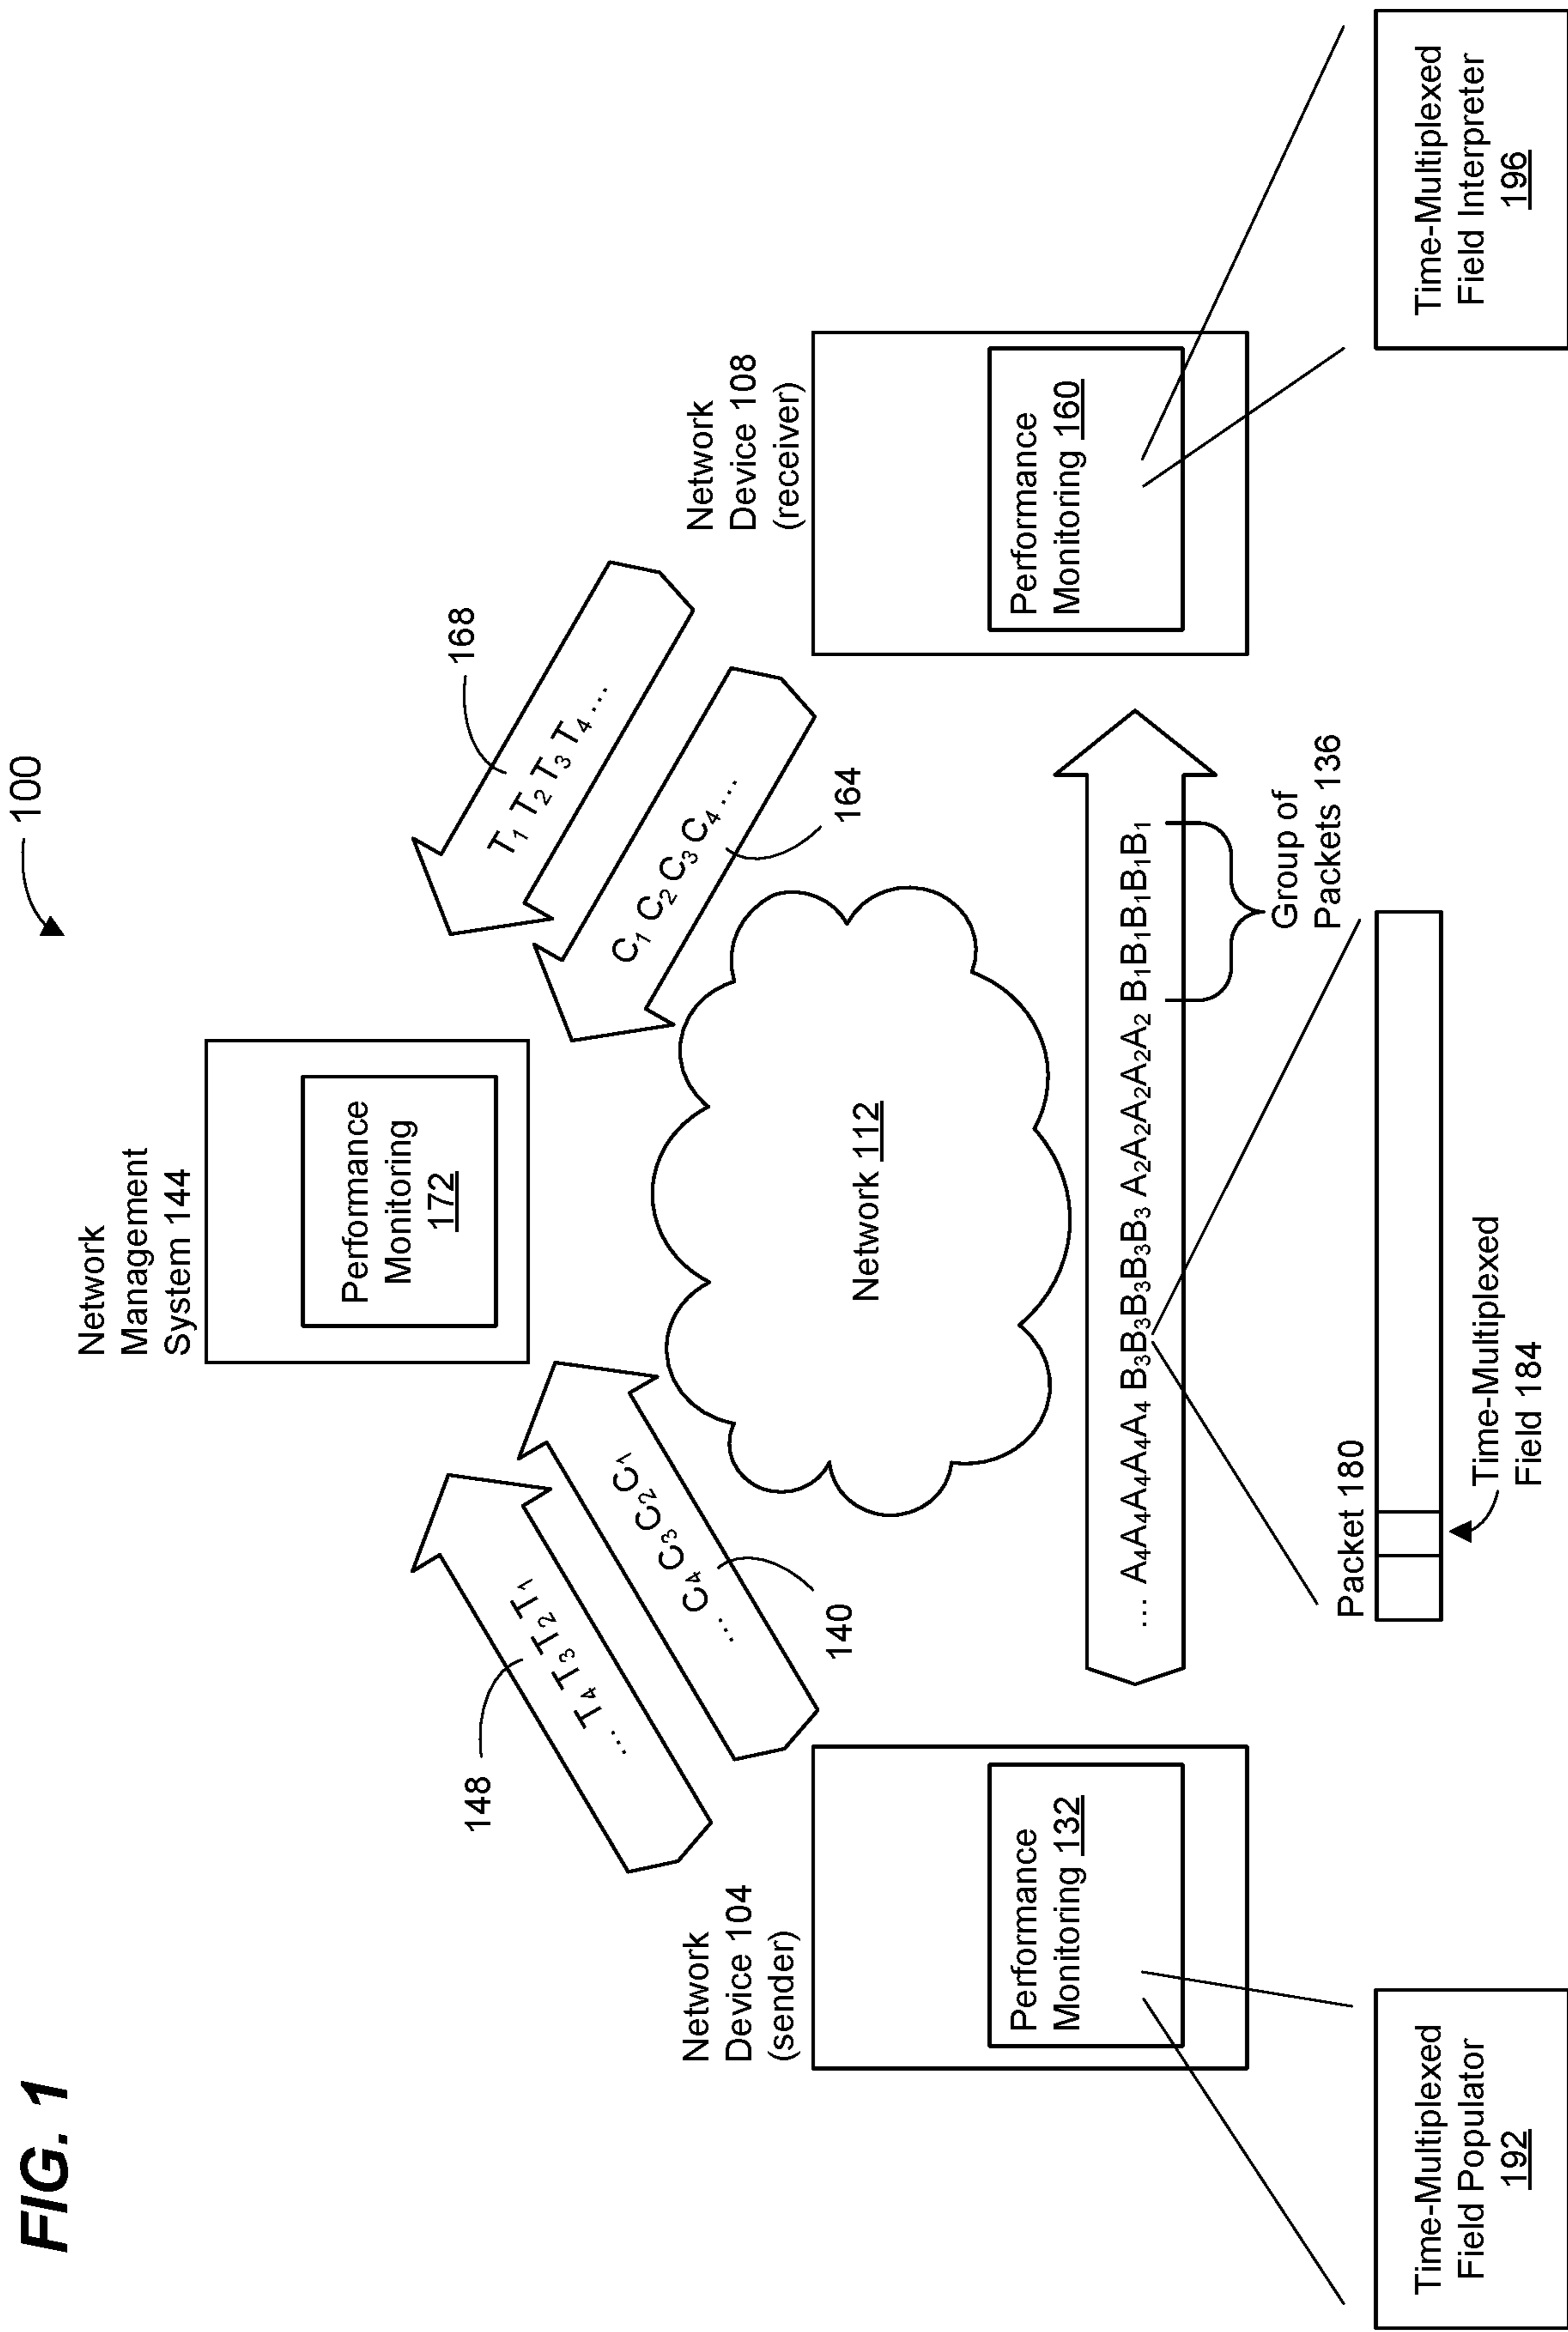 FIG. 1
100
Network
Management
System 144
Performance
Monitoring
172
148
.... T₄ T₃ T₂ T₁
140
.... C₄ C₃ C₂ C₁
168
T₁ T₂ T₃ T₄ ...
164
C₁ C₂ C₃ C₄ ...
Network 112
Network
Device 104
(sender)
Performance
Monitoring 132
Network
Device 108
(receiver)
Performance
Monitoring 160
... A₄A₄A₄A₄A₄ B₃B₃B₃B₃B₃ A₂A₂A₂A₂A₂ B₁B₁B₁B₁B₁
Group of
Packets 136
Packet 180
Time-Multiplexed
Field 184
Time-Multiplexed
Field Populator
192
Time-Multiplexed
Field Interpreter
196